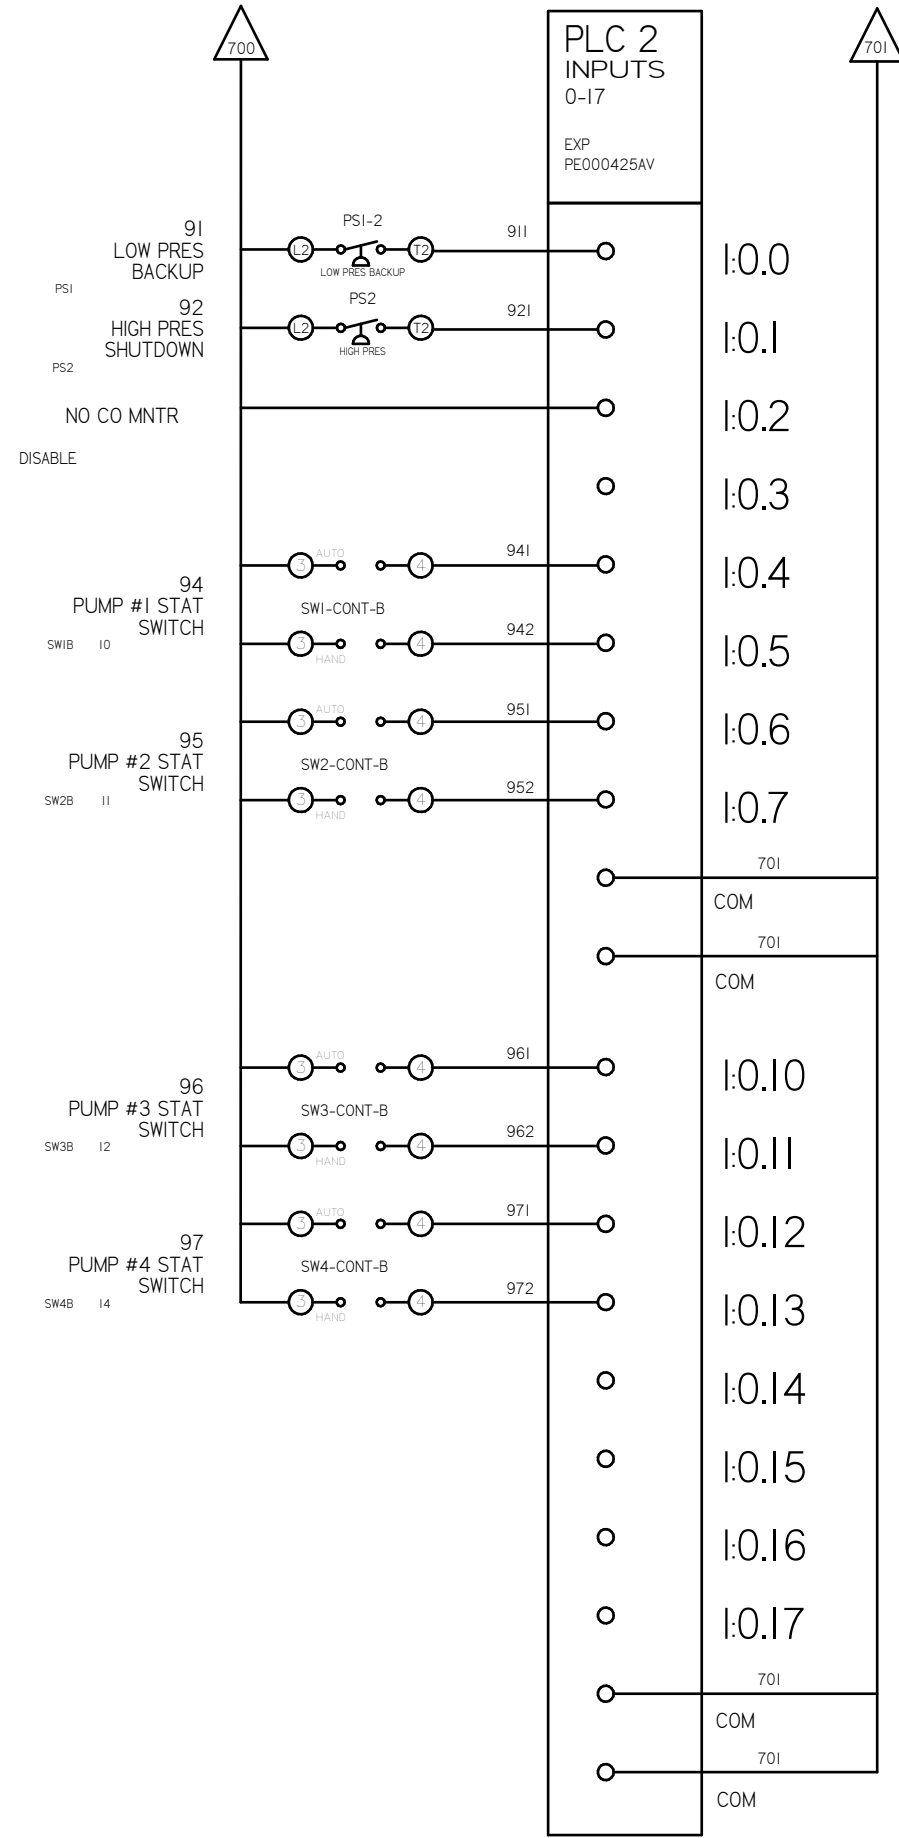 700
PLC 2
INPUTS
0-17
EXP
PE000425AV
701
91
LOW PRES
BACKUP
PS1
PS1-2
L2
T2
LOW PRES BACKUP
911
I:0.0
92
HIGH PRES
SHUTDOWN
PS2
PS2
L2
T2
HIGH PRES
921
I:0.1
NO CO MNTR
DISABLE
I:0.2
I:0.3
94
PUMP #1 STAT
SWITCH
SW1B 10
3 AUTO 4
941
I:0.4
SW1-CONT-B
3 HAND 4
942
I:0.5
95
PUMP #2 STAT
SWITCH
SW2B 11
3 AUTO 4
951
I:0.6
SW2-CONT-B
3 HAND 4
952
I:0.7
701
COM
701
COM
96
PUMP #3 STAT
SWITCH
SW3B 12
3 AUTO 4
961
I:0.10
SW3-CONT-B
3 HAND 4
962
I:0.11
97
PUMP #4 STAT
SWITCH
SW4B 14
3 AUTO 4
971
I:0.12
SW4-CONT-B
3 HAND 4
972
I:0.13
I:0.14
I:0.15
I:0.16
I:0.17
701
COM
701
COM